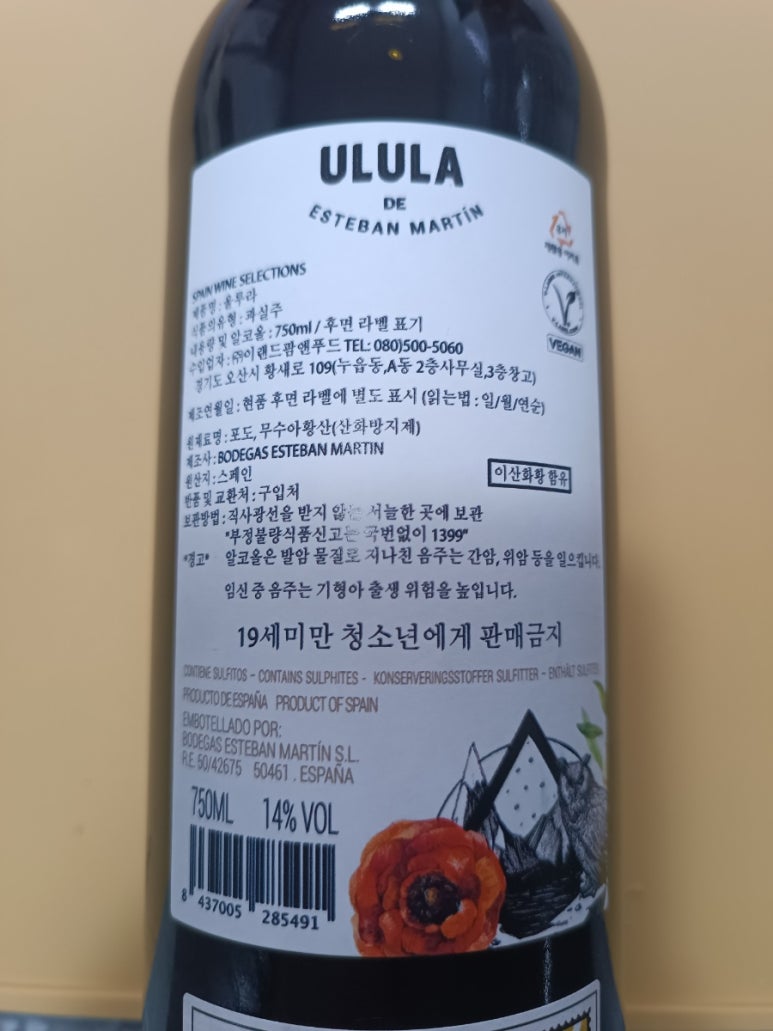 ULULA
DE
ESTEBAN MARTÍN
SPAIN WINE SELECTIONS
제품명 : 울루라
식품의유형 : 과실주
내용량 및 알코올 : 750ml / 후면 라벨 표기
수입업자 : ㈜이랜드팜앤푸드 TEL: 080)500-5060
경기도 오산시 황새로 109(누읍동,A동 2층사무실,3층창고)
제조연월일 : 현품 후면 라벨에 별도 표시 (읽는법 : 일/월/연순)
원재료명 : 포도, 무수아황산(산화방지제)
제조사 : BODEGAS ESTEBAN MARTIN
원산지 : 스페인
이산화황 함유
반품 및 교환처 : 구입처
보관방법 : 직사광선을 받지 않는 서늘한 곳에 보관
"부정불량식품신고는 국번없이 1399"
*경고* 알코올은 발암 물질로 지나친 음주는 간암, 위암 등을 일으킵니다.
임신 중 음주는 기형아 출생 위험을 높입니다.
19세미만 청소년에게 판매금지
CONTIENE SULFITOS - CONTAINS SULPHITES - KONSERVERINGSSTOFFER SULFITTER - ENTHÄLT SULFITE
PRODUCTO DE ESPAÑA PRODUCT OF SPAIN
EMBOTELLADO POR:
BODEGAS ESTEBAN MARTÍN S.L.
R.E. 50/42675 50461 . ESPAÑA
750ML 14% VOL
8 437005 285491
V
VEGAN